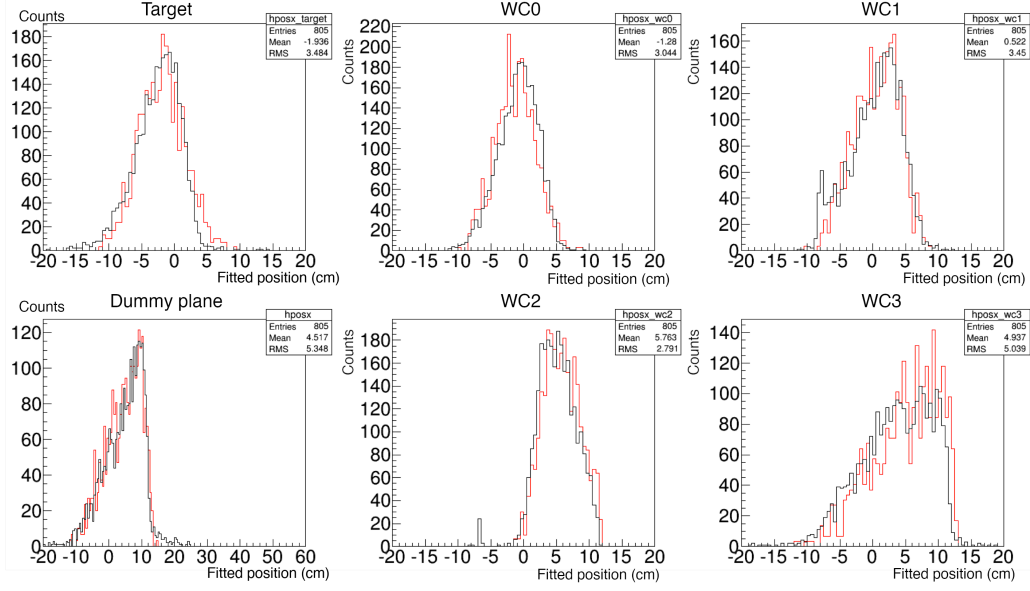 Target
hposx_target
Entries 805
Mean -1.936
RMS 3.484
180
160
140
120
100
80
60
40
20
0
-20 -15 -10 -5 0 5 10 15 20
Fitted position (cm)
WC0
Counts
hposx_wc0
Entries 805
Mean -1.28
RMS 3.044
220
200
180
160
140
120
100
80
60
40
20
0
-20 -15 -10 -5 0 5 10 15 20
Fitted position (cm)
WC1
Counts
hposx_wc1
Entries 805
Mean 0.522
RMS 3.45
160
140
120
100
80
60
40
20
0
-20 -15 -10 -5 0 5 10 15 20
Fitted position (cm)
Counts
Dummy plane
hposx
Entries 805
Mean 4.517
RMS 5.348
120
100
80
60
40
20
0
-20 -10 0 10 20 30 40 50 60
Fitted position (cm)
WC2
Counts
hposx_wc2
Entries 805
Mean 5.763
RMS 2.791
180
160
140
120
100
80
60
40
20
0
-20 -15 -10 -5 0 5 10 15 20
Fitted position (cm)
WC3
Counts
hposx_wc3
Entries 805
Mean 4.937
RMS 5.039
140
120
100
80
60
40
20
0
-20 -15 -10 -5 0 5 10 15 20
Fitted position (cm)